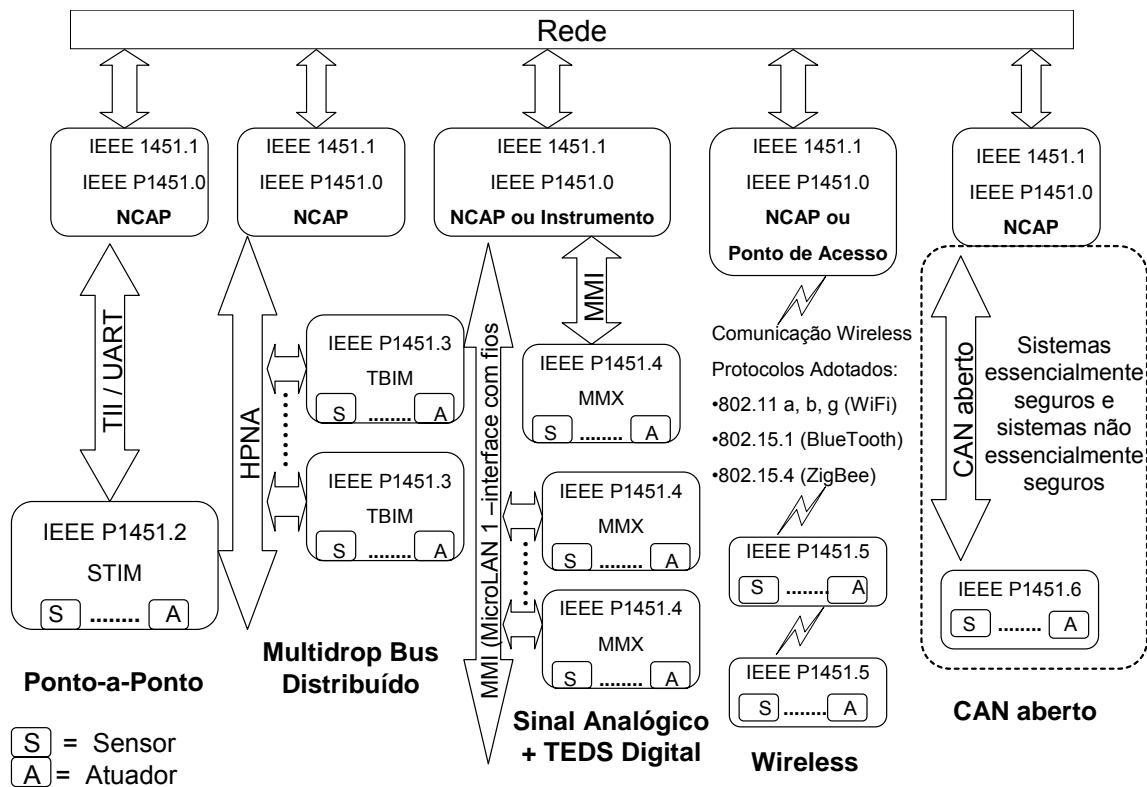 Rede
IEEE 1451.1
IEEE P1451.0
NCAP
TII / UART
IEEE P1451.2
STIM
S ........ A
Ponto-a-Ponto
S = Sensor
A = Atuador
IEEE 1451.1
IEEE P1451.0
NCAP
HPNA
IEEE P1451.3
TBIM
S ........ A
IEEE P1451.3
TBIM
S ........ A
Multidrop Bus
Distribuído
IEEE 1451.1
IEEE P1451.0
NCAP ou Instrumento
MMI (MicroLAN 1 –interface com fios
MMI
IEEE P1451.4
MMX
S ........ A
IEEE P1451.4
MMX
S ........ A
IEEE P1451.4
MMX
S ........ A
Sinal Analógico
+ TEDS Digital
IEEE 1451.1
IEEE P1451.0
NCAP ou
Ponto de Acesso
Comunicação Wireless
Protocolos Adotados:
•802.11 a, b, g (WiFi)
•802.15.1 (BlueTooth)
•802.15.4 (ZigBee)
IEEE P1451.5
S ........ A
IEEE P1451.5
S ........ A
Wireless
IEEE 1451.1
IEEE P1451.0
NCAP
CAN aberto
Sistemas
essencialmente
seguros e
sistemas não
essencialmente
seguros
IEEE P1451.6
S ........ A
CAN aberto